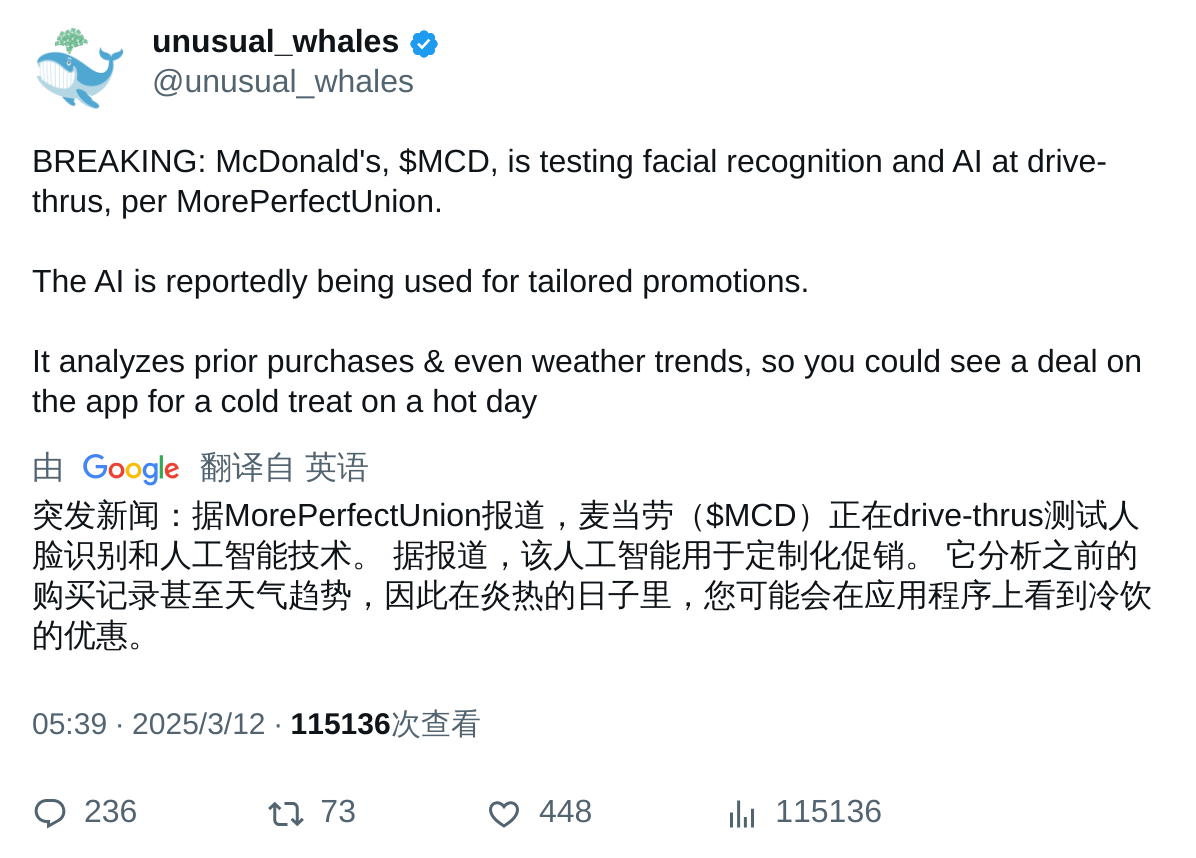 unusual_whales
@unusual_whales
BREAKING: McDonald's, $MCD, is testing facial recognition and AI at drive-
thrus, per MorePerfectUnion.
The AI is reportedly being used for tailored promotions.
It analyzes prior purchases & even weather trends, so you could see a deal on
the app for a cold treat on a hot day
由 Google 翻译自 英语
突发新闻：据MorePerfectUnion报道，麦当劳（$MCD）正在drive-thrus测试人
脸识别和人工智能技术。 据报道，该人工智能用于定制化促销。 它分析之前的
购买记录甚至天气趋势，因此在炎热的日子里，您可能会在应用程序上看到冷饮
的优惠。
05:39 · 2025/3/12 · 115136次查看
236 73 448 115136